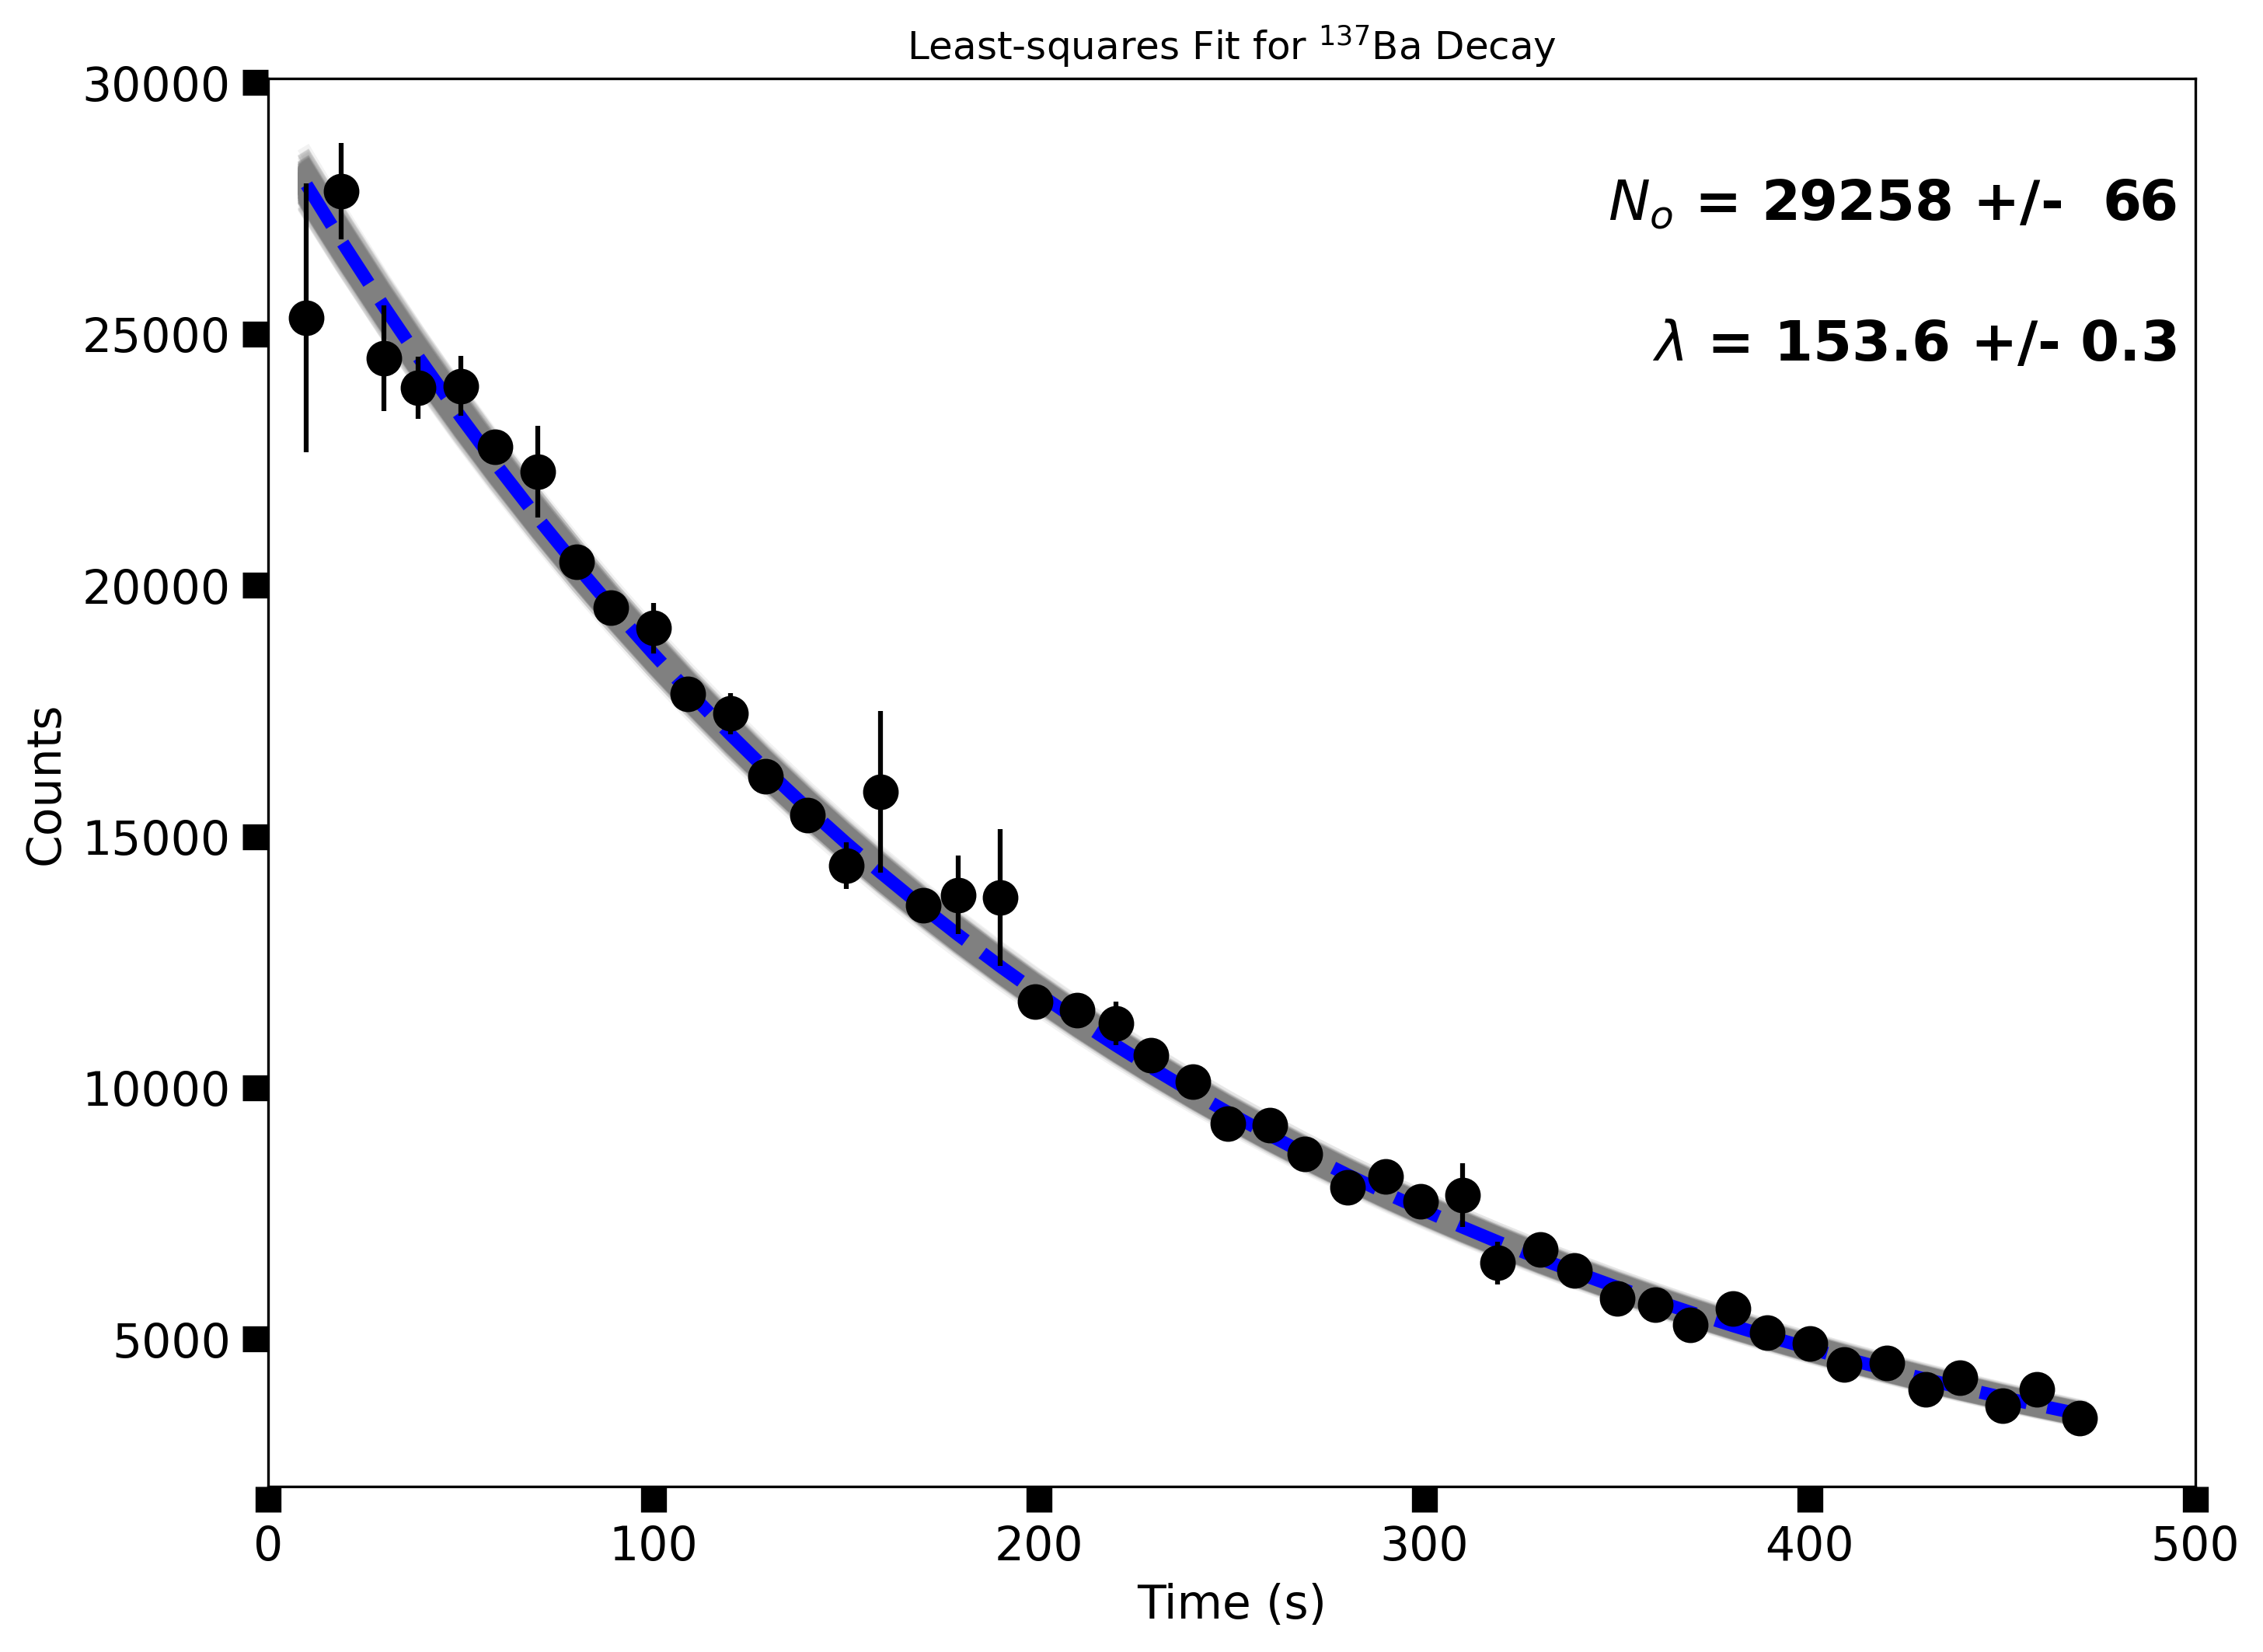 Least-squares Fit for ¹³⁷Ba Decay
30000
25000
20000
15000
10000
5000
Counts
N₀ = 29258 +/-  66
λ = 153.6 +/- 0.3
0 100 200 300 400 500
Time (s)